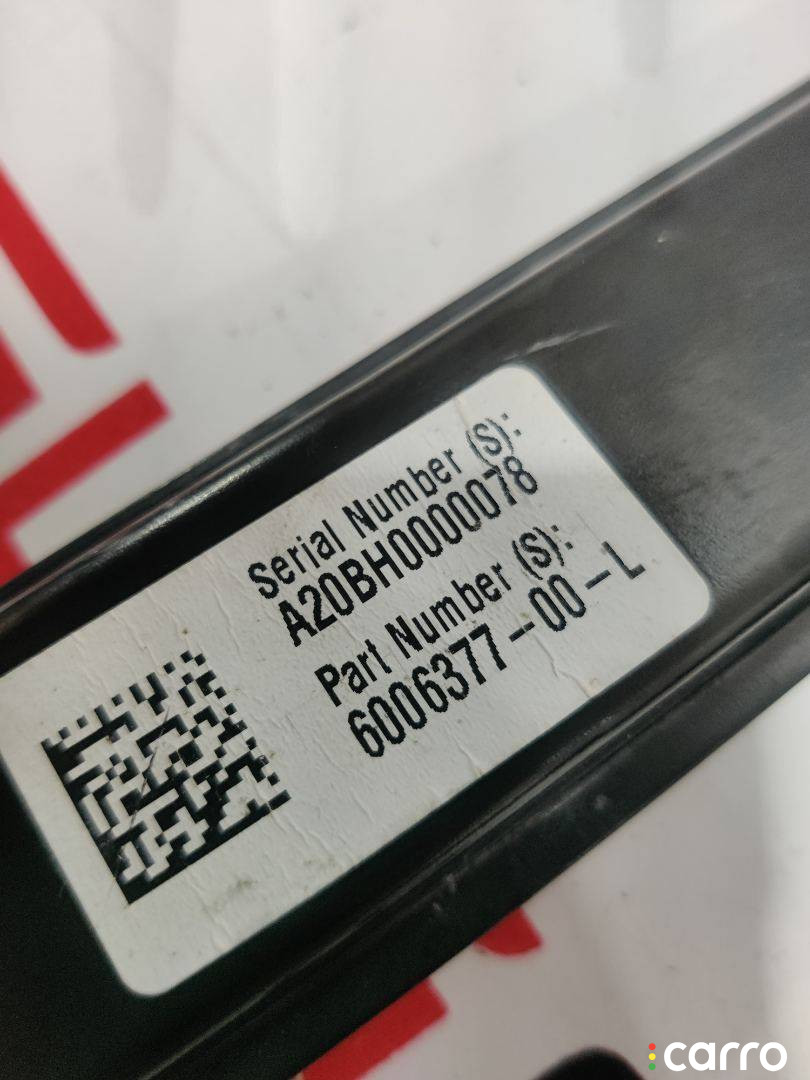 Serial Number (S):
A20BH0000078
Part Number (S):
6006377-00-L
carro